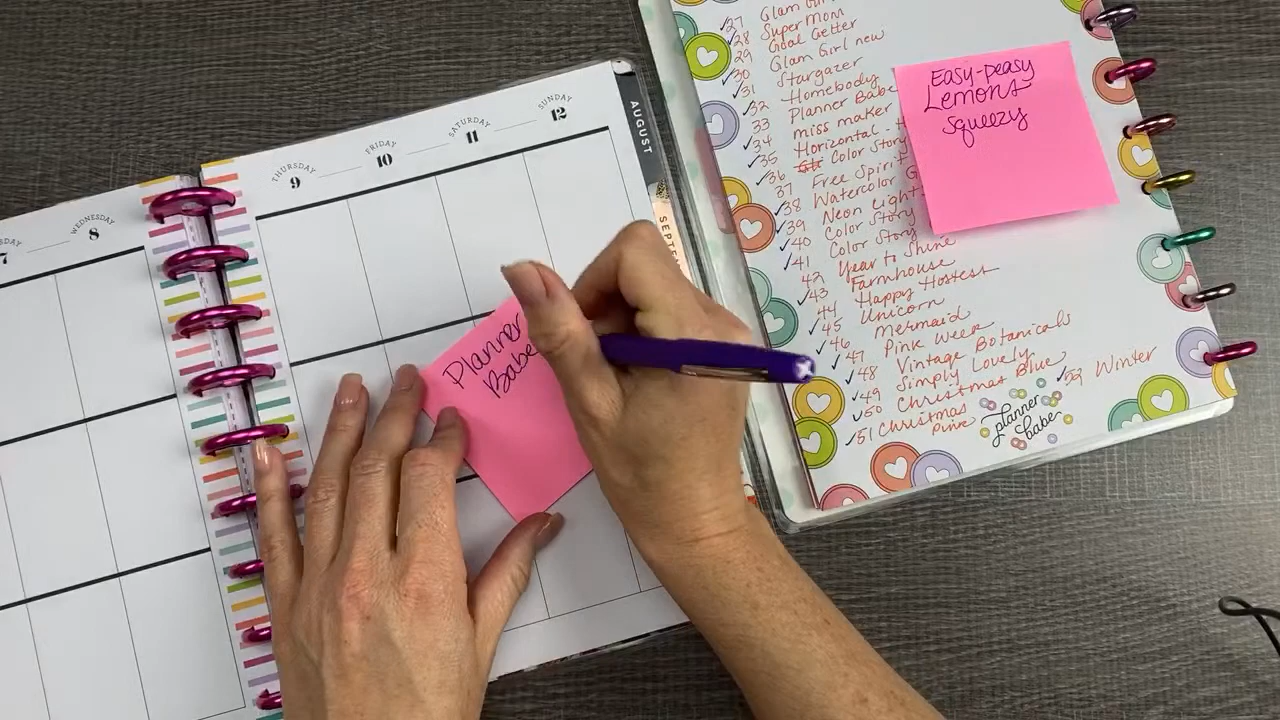 WEDNESDAY
8
7
THURSDAY
9
FRIDAY
10
SATURDAY
11
SUNDAY
12
AUGUST
Planner
Babe
27 Glam Girl
28 Super Mom
29 Goal Getter
30 Glam Girl new
31 Stargazer
32 Homebody
33 Planner Babe
34 miss maker
35 Horizontal -
36 Color Story
37 Free Spirit
38 Watercolor
39 Neon Light
40 Color Story
41 Color Story
42 Year to Shine
43 Farmhouse
44 Happy Hostess
45 Unicorn
46 mermaid
47 Pink Week
48 Vintage Botanicals
49 Simply Lovely
50 Christmas Blue
51 Christmas
Pink
Winter
planner
babe
Easy-peasy
Lemons
squeezy